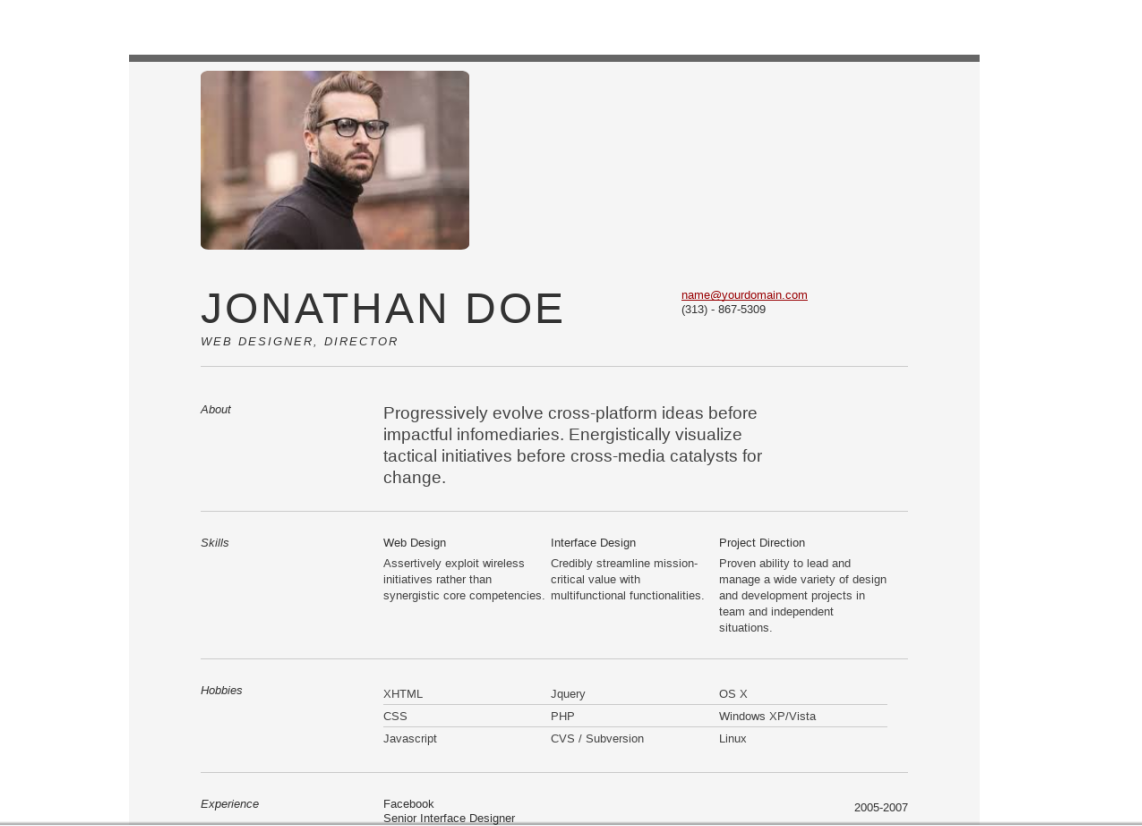 JONATHAN DOE
WEB DESIGNER, DIRECTOR
name@yourdomain.com
(313) - 867-5309
About
Progressively evolve cross-platform ideas before
impactful infomediaries. Energistically visualize
tactical initiatives before cross-media catalysts for
change.
Skills
Web Design
Assertively exploit wireless
initiatives rather than
synergistic core competencies.
Interface Design
Credibly streamline mission-
critical value with
multifunctional functionalities.
Project Direction
Proven ability to lead and
manage a wide variety of design
and development projects in
team and independent
situations.
Hobbies
XHTML
CSS
Javascript
Jquery
PHP
CVS / Subversion
OS X
Windows XP/Vista
Linux
Experience
Facebook
Senior Interface Designer
2005-2007